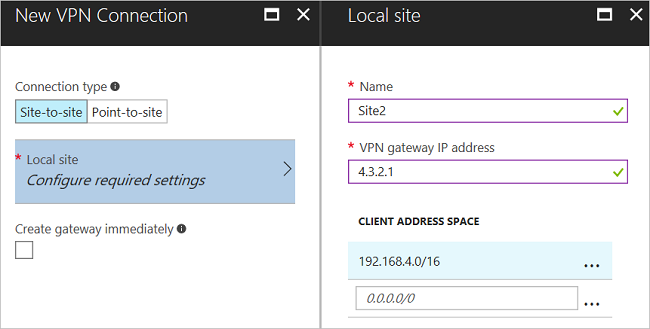 New VPN Connection
Connection type
Site-to-site Point-to-site
* Local site
Configure required settings
Create gateway immediately
Local site
* Name
Site2
* VPN gateway IP address
4.3.2.1
CLIENT ADDRESS SPACE
192.168.4.0/16 ...
0.0.0.0/0 ...